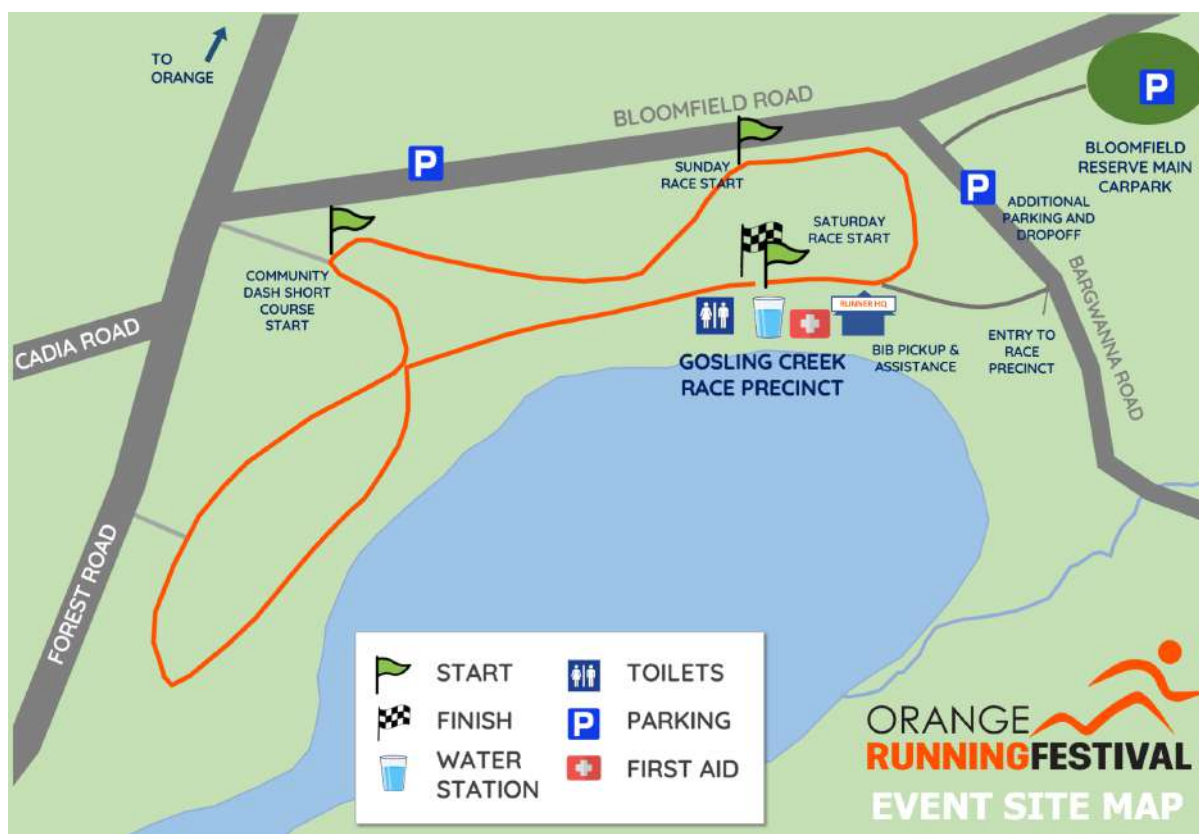 TO
ORANGE
BLOOMFIELD ROAD
P
P
BLOOMFIELD
RESERVE MAIN
CARPARK
SUNDAY
RACE START
P
ADDITIONAL
PARKING AND
DROPOFF
SATURDAY
RACE START
COMMUNITY
DASH SHORT
COURSE
START
CADIA ROAD
RUNNER HQ
BIB PICKUP &
ASSISTANCE
ENTRY TO
RACE
PRECINCT
BARGWANNA ROAD
GOSLING CREEK
RACE PRECINCT
FOREST ROAD
START
TOILETS
FINISH
P
PARKING
WATER
STATION
FIRST AID
ORANGE
RUNNINGFESTIVAL
EVENT SITE MAP